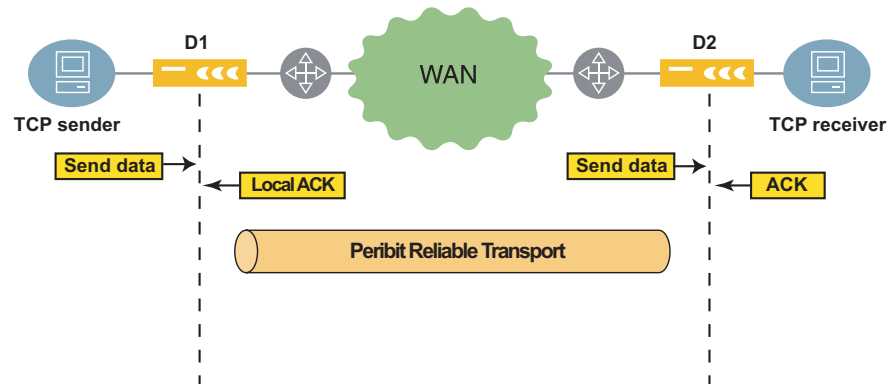 D1
D2
WAN
TCP sender
TCP receiver
Send data
Send data
Local ACK
ACK
Peribit Reliable Transport